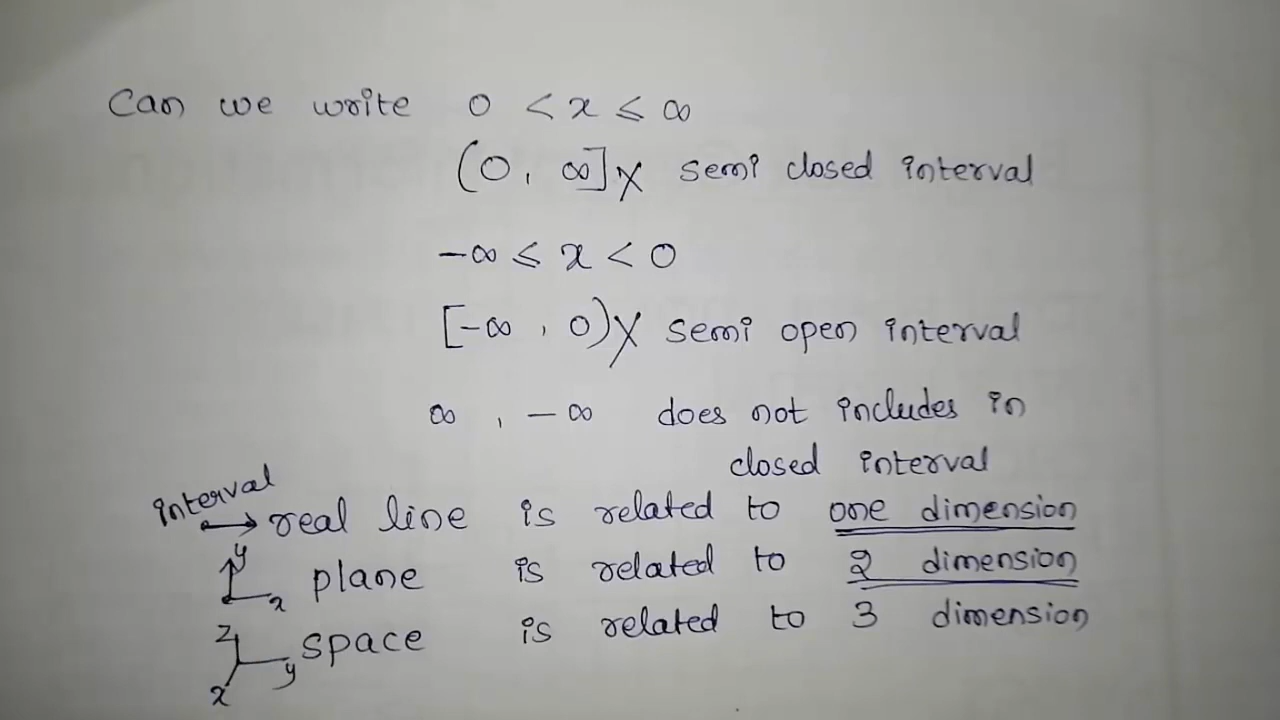 Can we write 0 < x ≤ ∞
(0, ∞] X semi closed interval
-∞ ≤ x < 0
[-∞, 0) X semi open interval
∞, -∞ does not includes in
closed interval
interval
real line is related to one dimension
y
x plane is related to 2 dimension
z
y space is related to 3 dimension
x